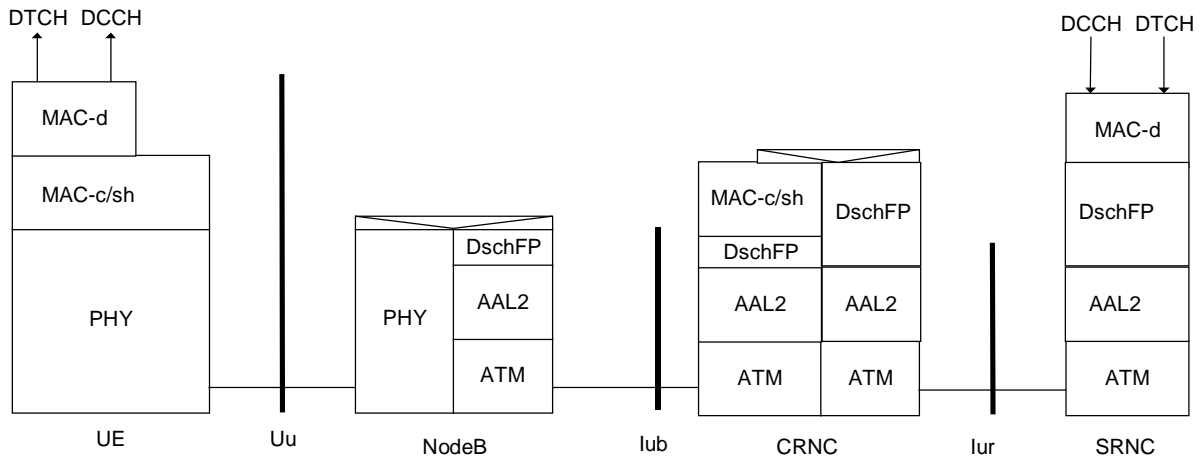 DTCH DCCH
DCCH DTCH
MAC-d
MAC-d
MAC-c/sh
MAC-c/sh
DschFP
DschFP
DschFP
DschFP
PHY
PHY
AAL2
AAL2
AAL2
AAL2
ATM
ATM
ATM
ATM
UE
Uu
NodeB
Iub
CRNC
Iur
SRNC